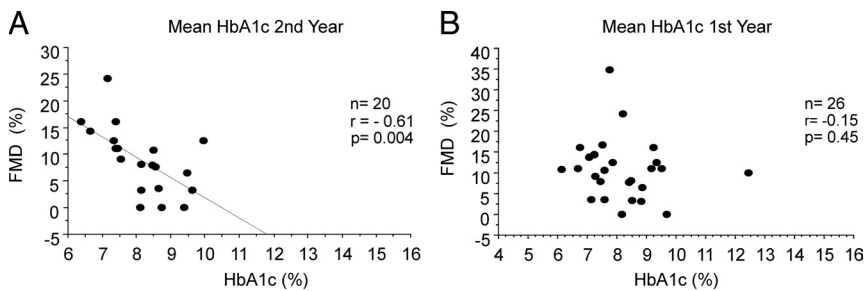 A
Mean HbA1c 2nd Year
30
25
20
15
10
5
0
-5
FMD (%)
n= 20
r = - 0.61
p= 0.004
6 7 8 9 10 11 12 13 14 15 16
HbA1c (%)
B
Mean HbA1c 1st Year
40
35
30
25
20
15
10
5
0
-5
FMD (%)
n= 26
r= -0.15
p= 0.45
4 5 6 7 8 9 10 11 12 13 14 15 16
HbA1c (%)